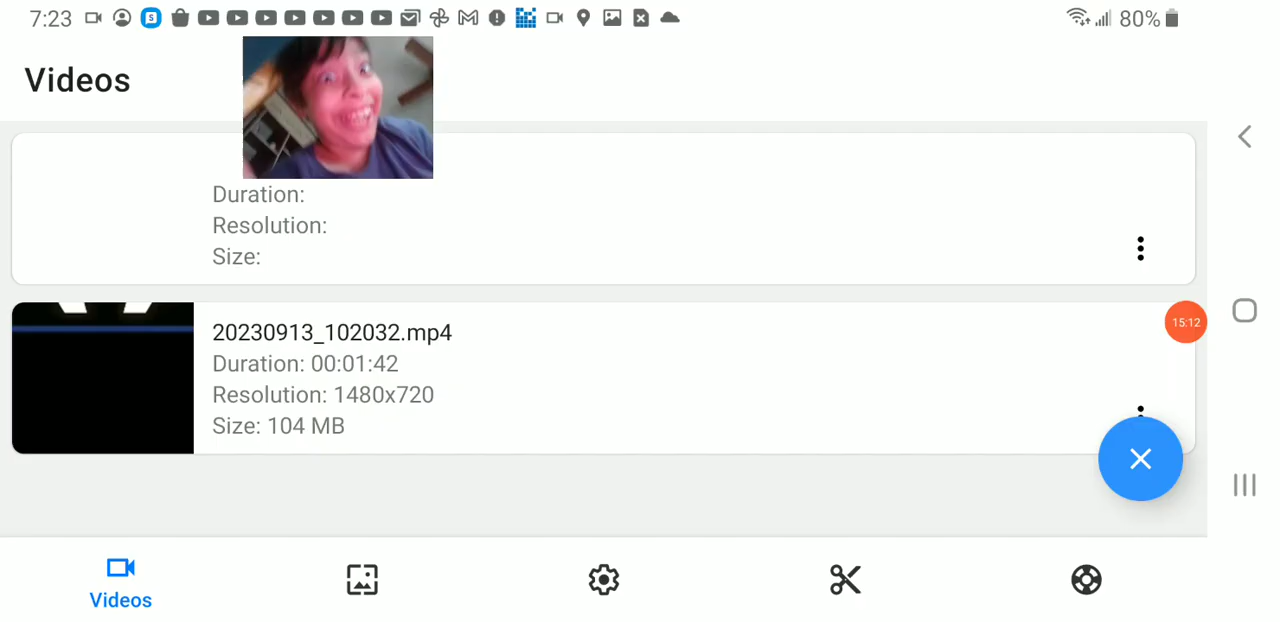 7:23
80%
Videos
Duration:
Resolution:
Size:
20230913_102032.mp4
Duration: 00:01:42
Resolution: 1480x720
Size: 104 MB
15:12
Videos